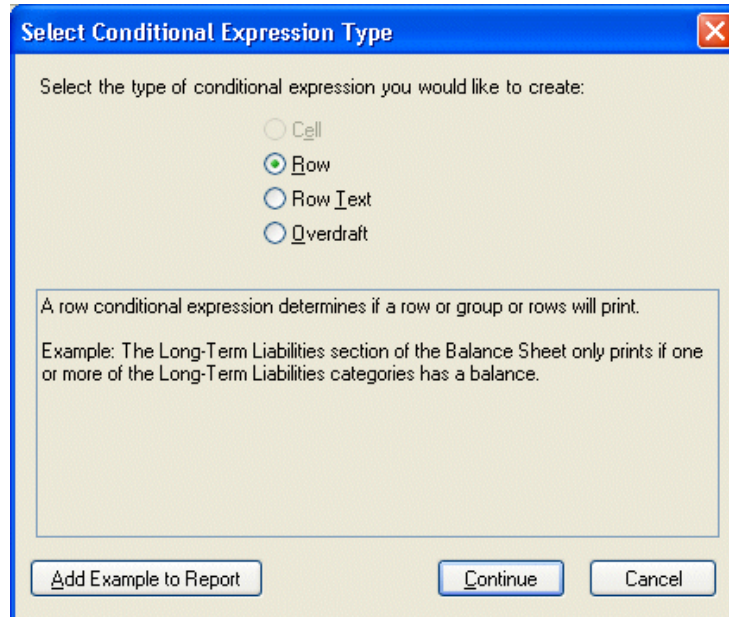 Select Conditional Expression Type
Select the type of conditional expression you would like to create:
Cell
Row
Row Text
Overdraft
A row conditional expression determines if a row or group or rows will print.
Example: The Long-Term Liabilities section of the Balance Sheet only prints if one
or more of the Long-Term Liabilities categories has a balance.
Add Example to Report
Continue
Cancel